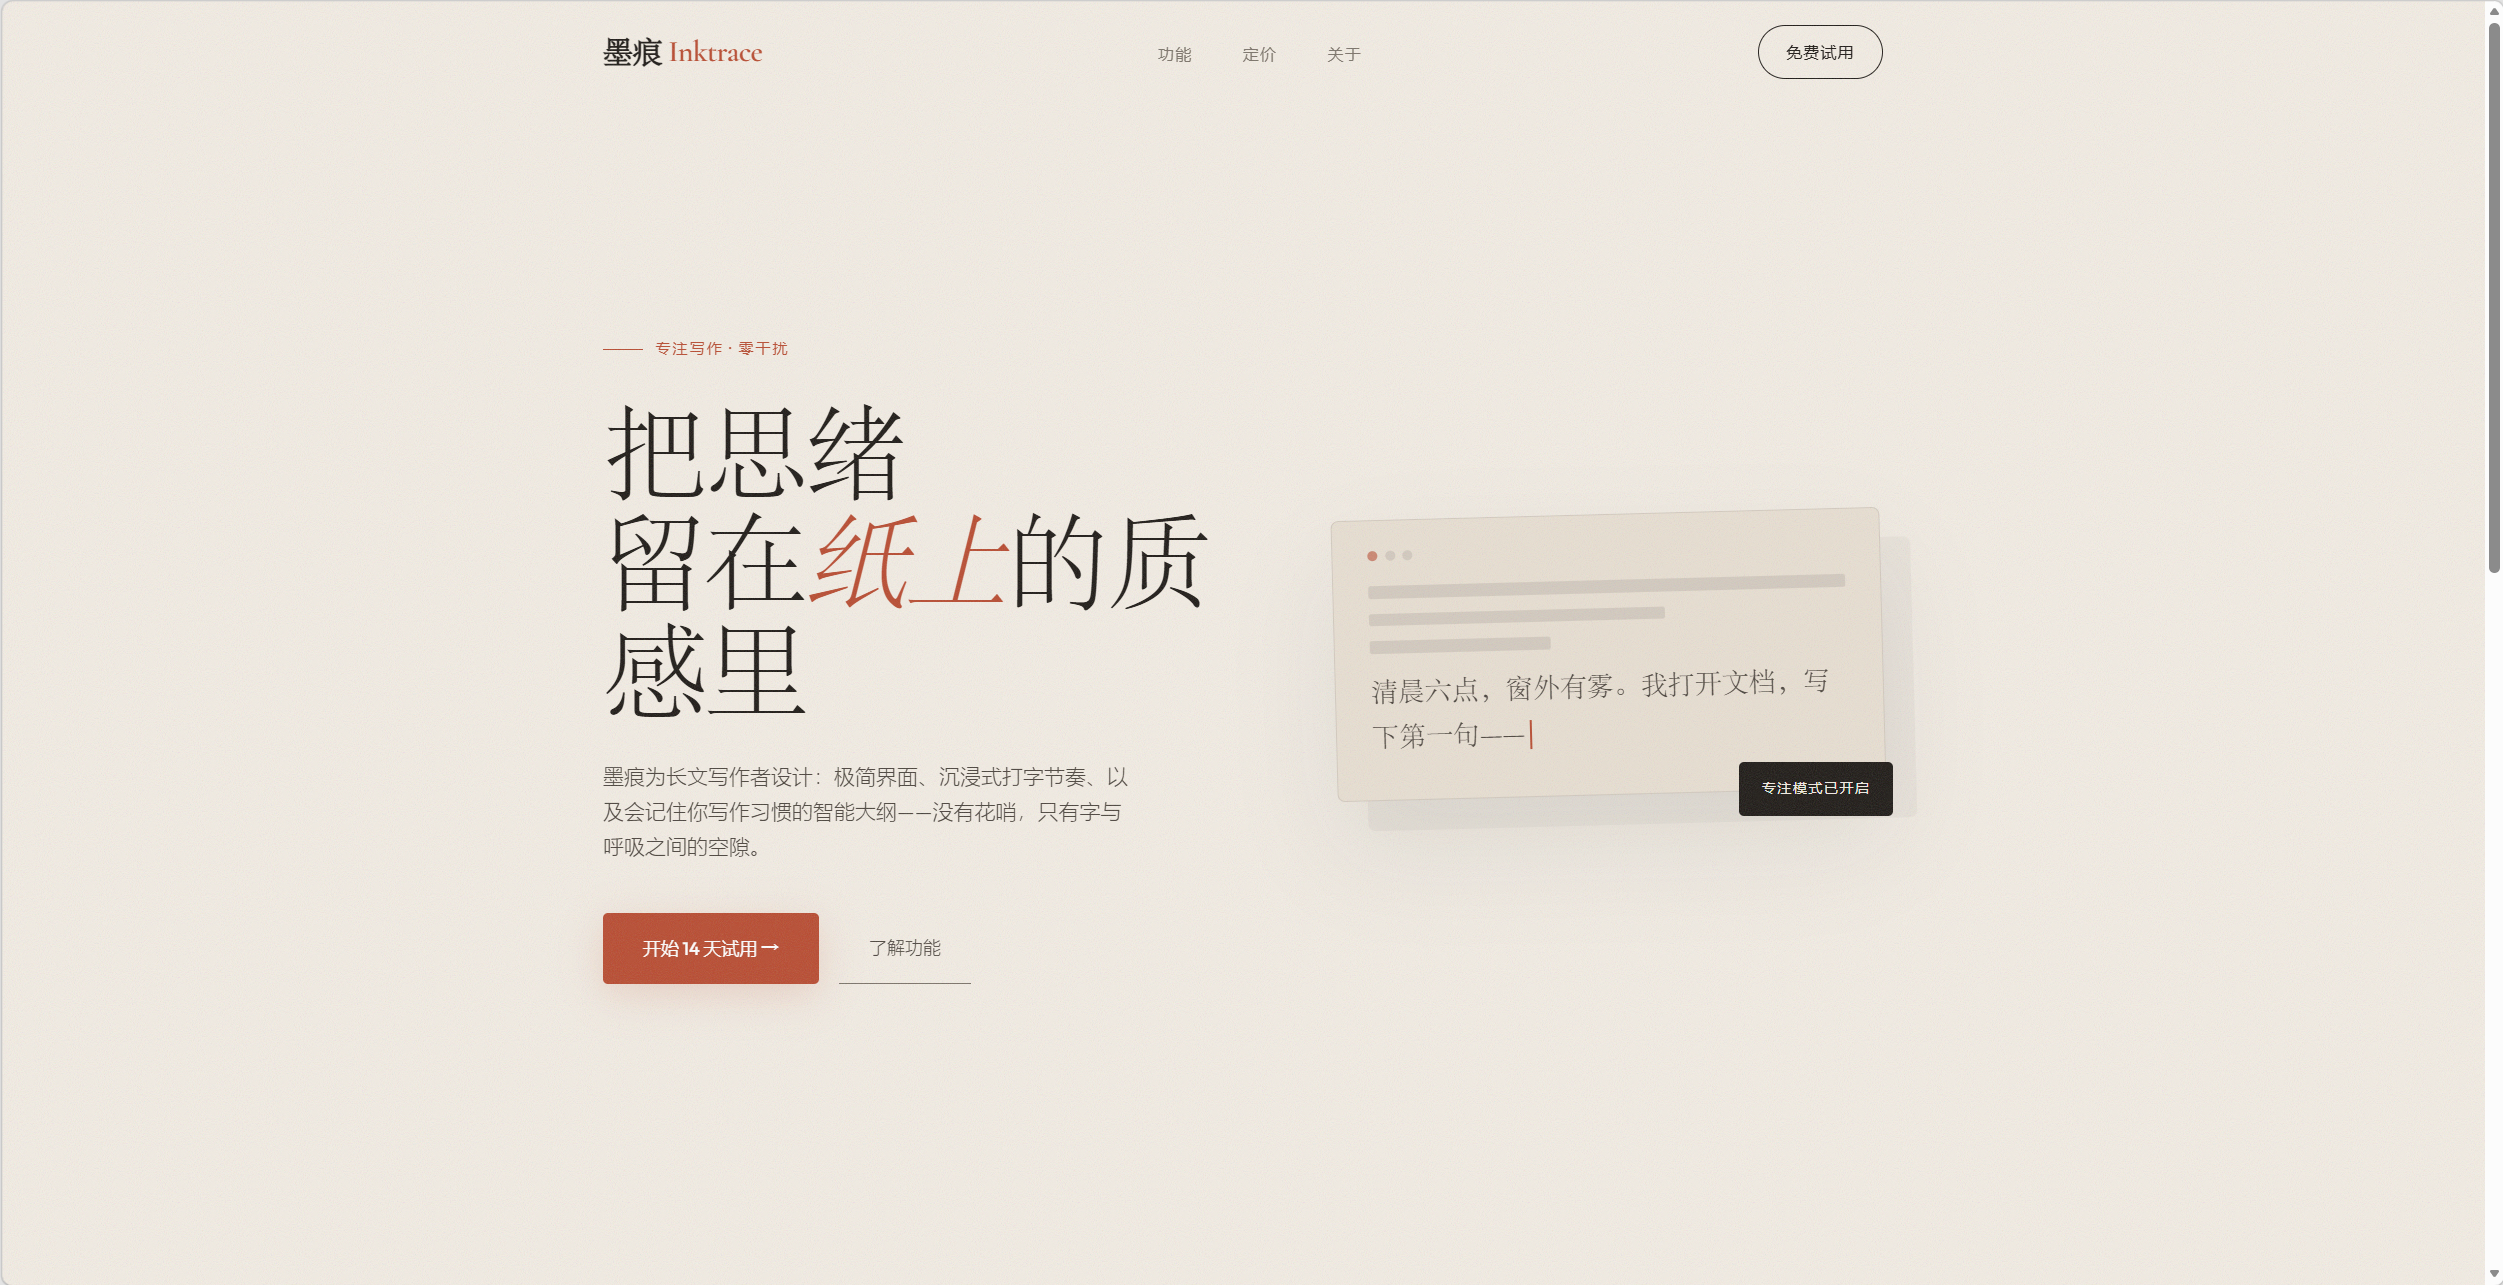 墨痕 Inktrace
功能
定价
关于
免费试用
专注写作 · 零干扰
把思绪
留在纸上的质
感里
墨痕为长文写作者设计：极简界面、沉浸式打字节奏、以
及会记住你写作习惯的智能大纲——没有花哨，只有字与
呼吸之间的空隙。
开始 14 天试用 →
了解功能
清晨六点，窗外有雾。我打开文档，写
下第一句——
专注模式已开启